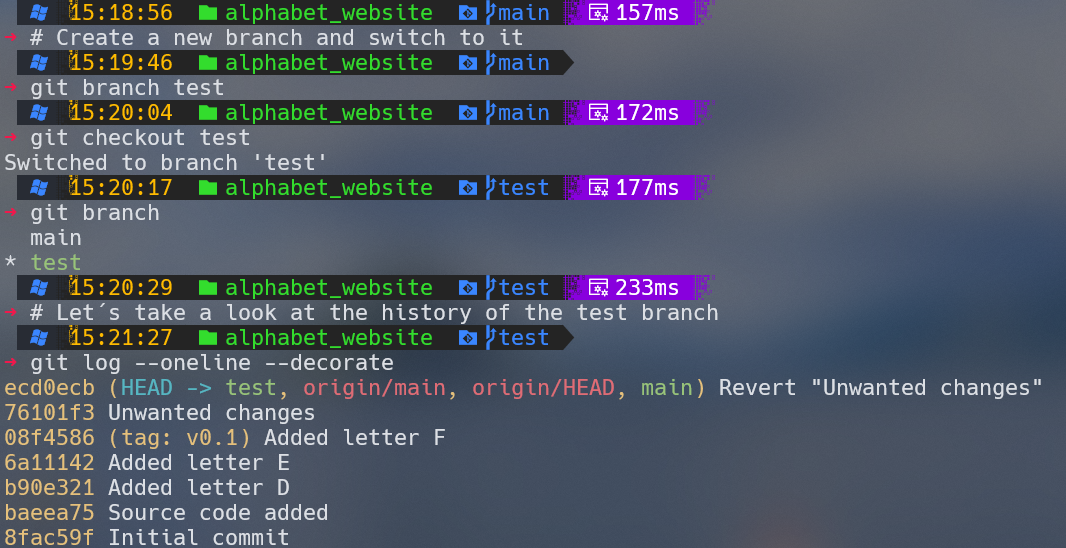 15:18:56 alphabet_website main 157ms
➜ # Create a new branch and switch to it
15:19:46 alphabet_website main
➜ git branch test
15:20:04 alphabet_website main 172ms
➜ git checkout test
Switched to branch 'test'
15:20:17 alphabet_website test 177ms
➜ git branch
main
* test
15:20:29 alphabet_website test 233ms
➜ # Let´s take a look at the history of the test branch
15:21:27 alphabet_website test
➜ git log --oneline --decorate
ecd0ecb (HEAD -> test, origin/main, origin/HEAD, main) Revert "Unwanted changes"
76101f3 Unwanted changes
08f4586 (tag: v0.1) Added letter F
6a11142 Added letter E
b90e321 Added letter D
baeea75 Source code added
8fac59f Initial commit